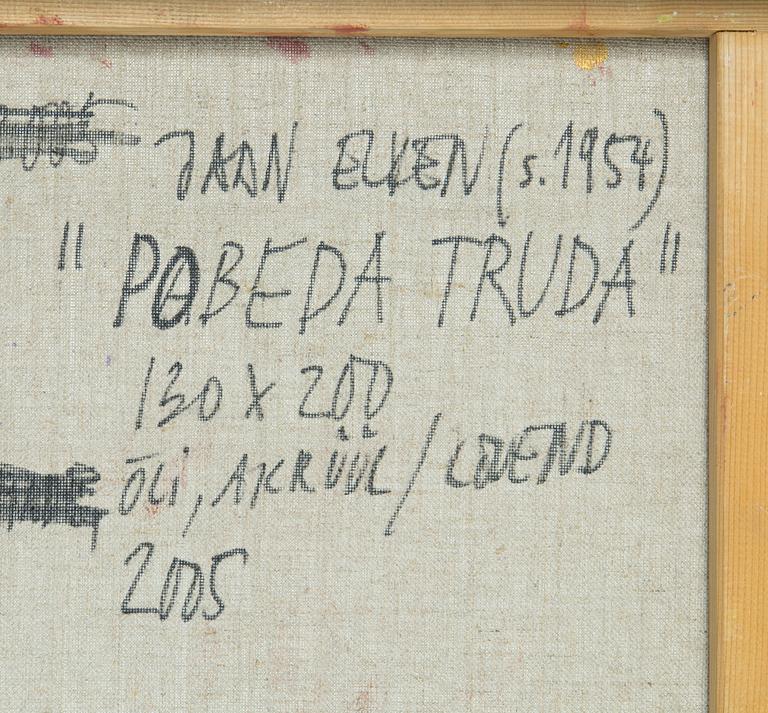 JAAN ELKEN (s. 1954)
"POBEDA TRUDA"
130 X 200
ÕLI, AKRÜÜL / LÕUEND
2005